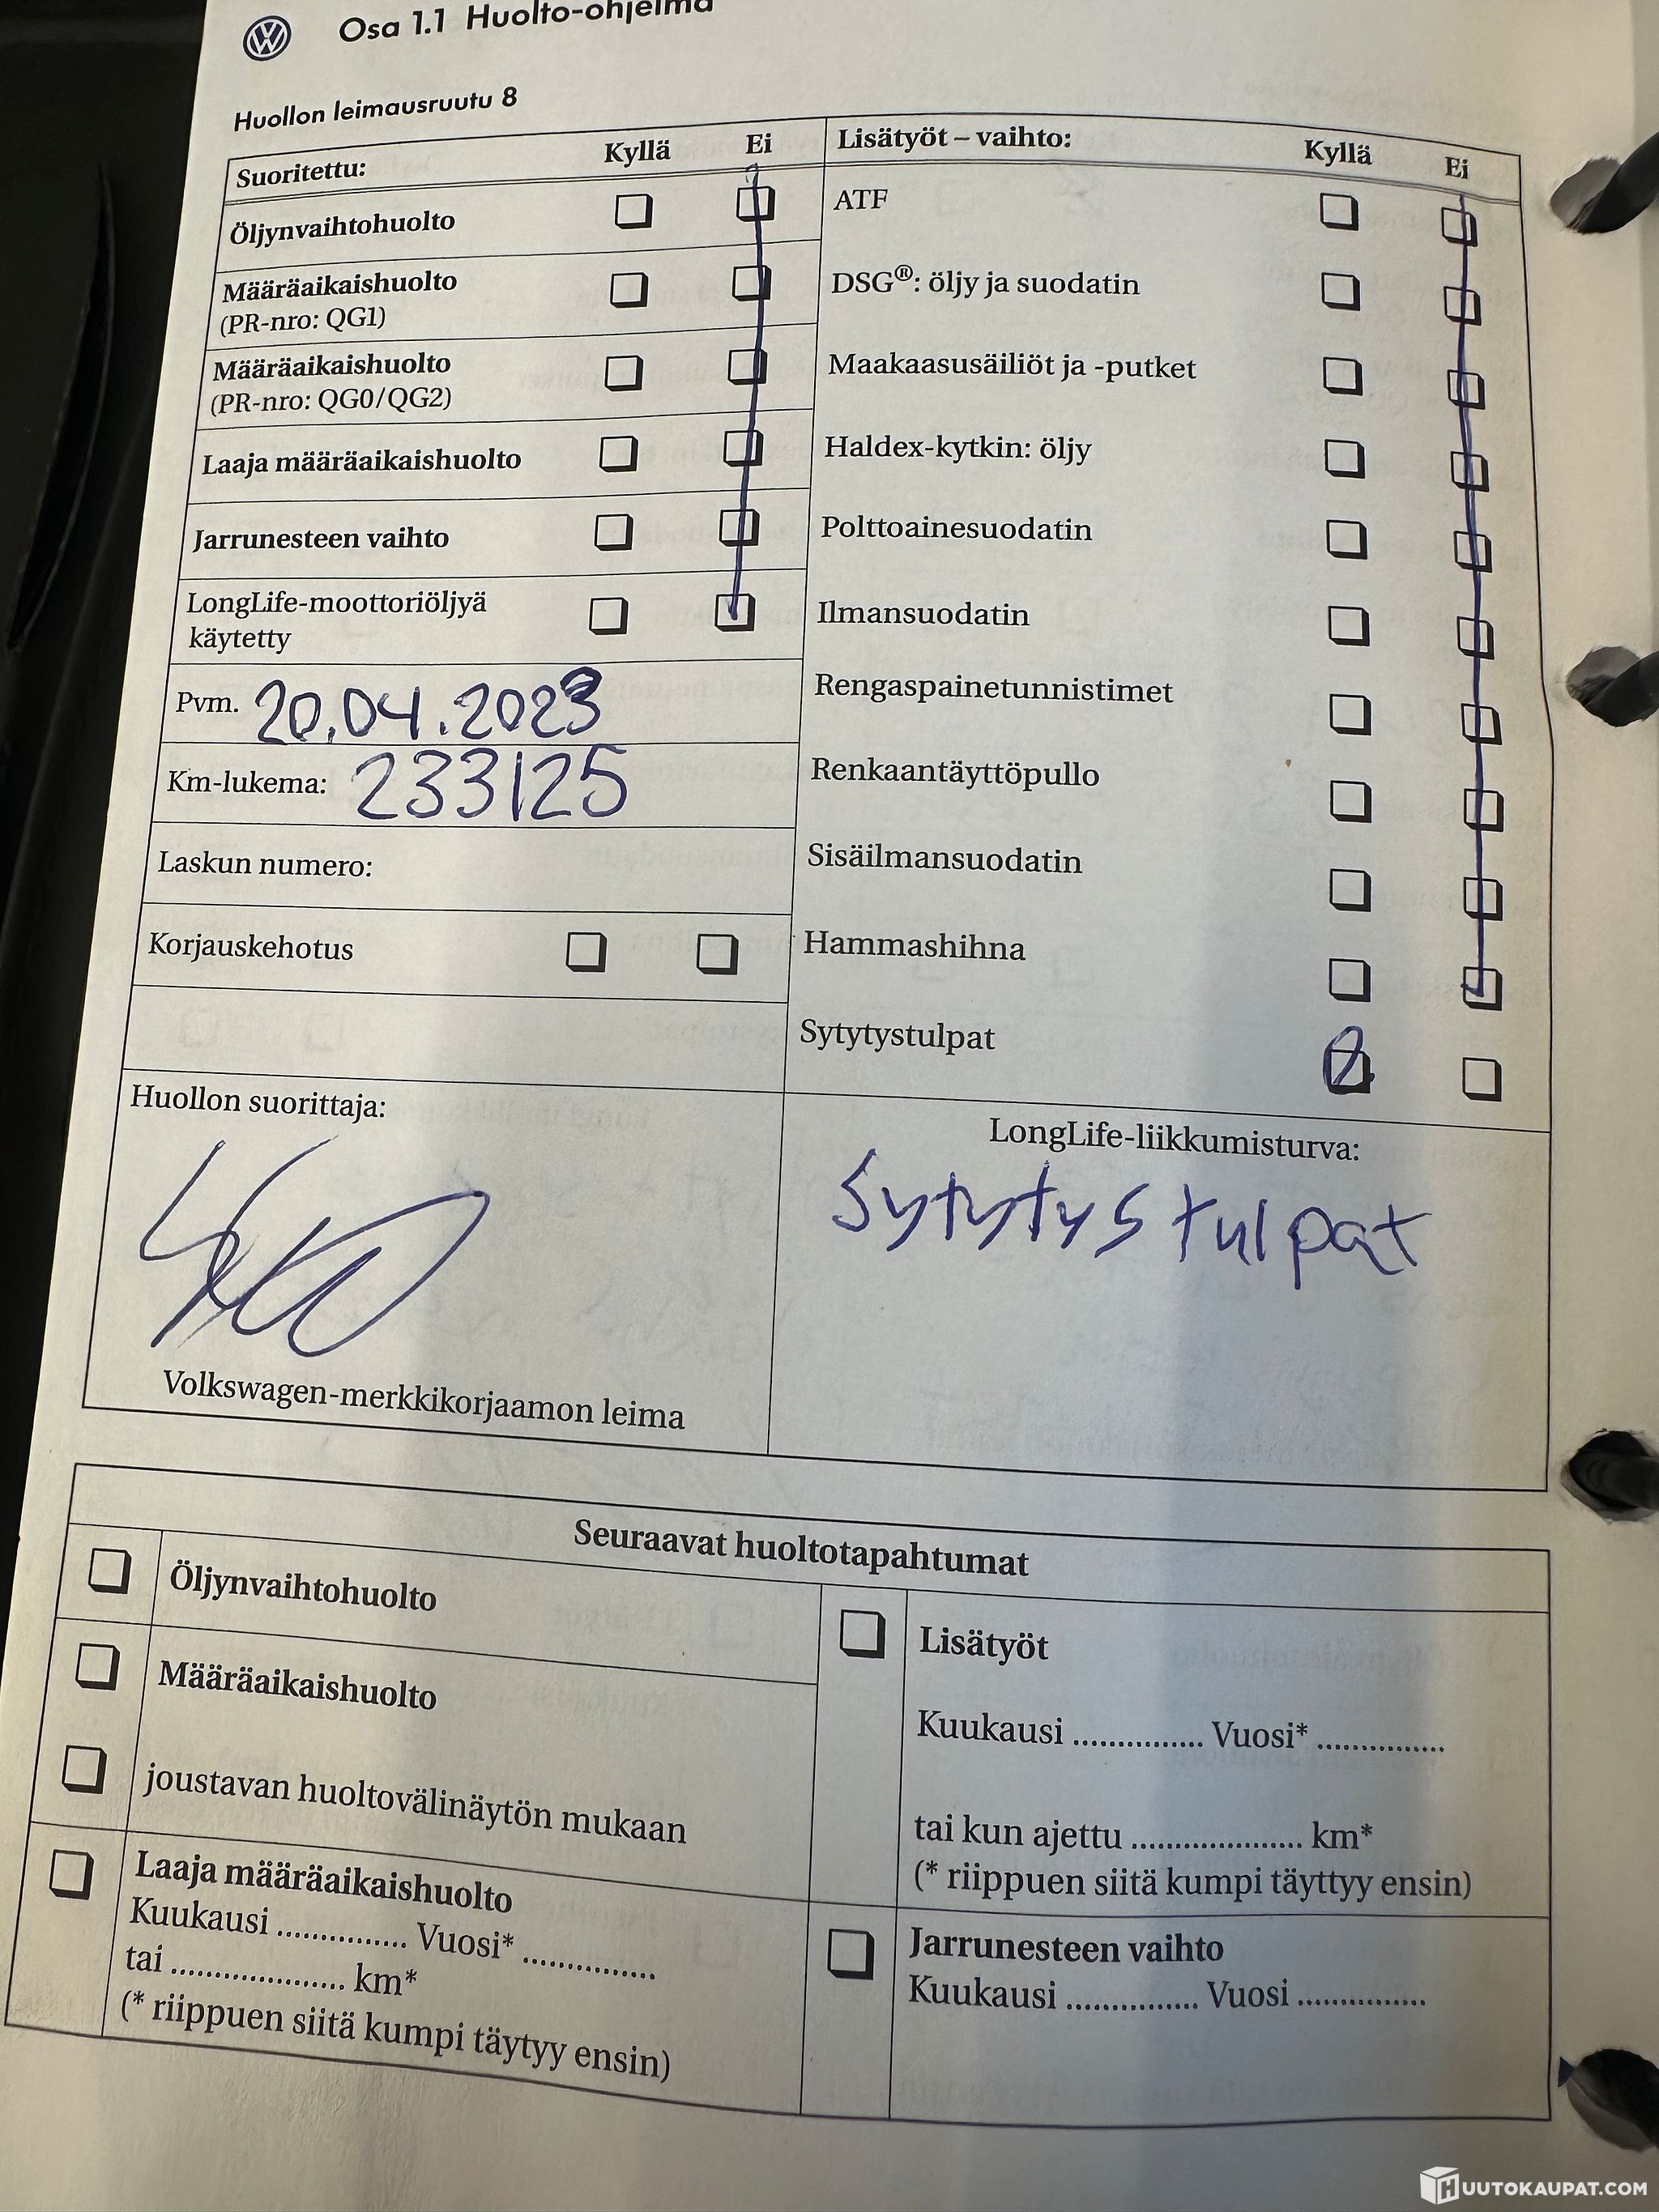 Osa 1.1 Huolto-ohjelma
Huollon leimausruutu 8
Suoritettu: Kyllä Ei
Öljynvaihtohuolto
Määräaikaishuolto
(PR-nro: QG1)
Määräaikaishuolto
(PR-nro: QG0/QG2)
Laaja määräaikaishuolto
Jarrunesteen vaihto
LongLife-moottoriöljyä
käytetty
Pvm. 20.04.2023
Km-lukema: 233125
Laskun numero:
Korjauskehotus
Huollon suorittaja:
Volkswagen-merkkikorjaamon leima
Lisätyöt – vaihto: Kyllä Ei
ATF
DSG®: öljy ja suodatin
Maakaasusäiliöt ja -putket
Haldex-kytkin: öljy
Polttoainesuodatin
Ilmansuodatin
Rengaspainetunnistimet
Renkaantäyttöpullo
Sisäilmansuodatin
Hammashihna
Sytytystulpat
LongLife-liikkumisturva:
Sytytystulpat
Seuraavat huoltotapahtumat
Öljynvaihtohuolto
Määräaikaishuolto
joustavan huoltovälinäytön mukaan
Laaja määräaikaishuolto
Kuukausi ............... Vuosi* ...............
tai .................... km*
(* riippuen siitä kumpi täytyy ensin)
Lisätyöt
Kuukausi ............... Vuosi* ...............
tai kun ajettu .................... km*
(* riippuen siitä kumpi täyttyy ensin)
Jarrunesteen vaihto
Kuukausi ............... Vuosi ...............
HUUTOKAUPAT.COM